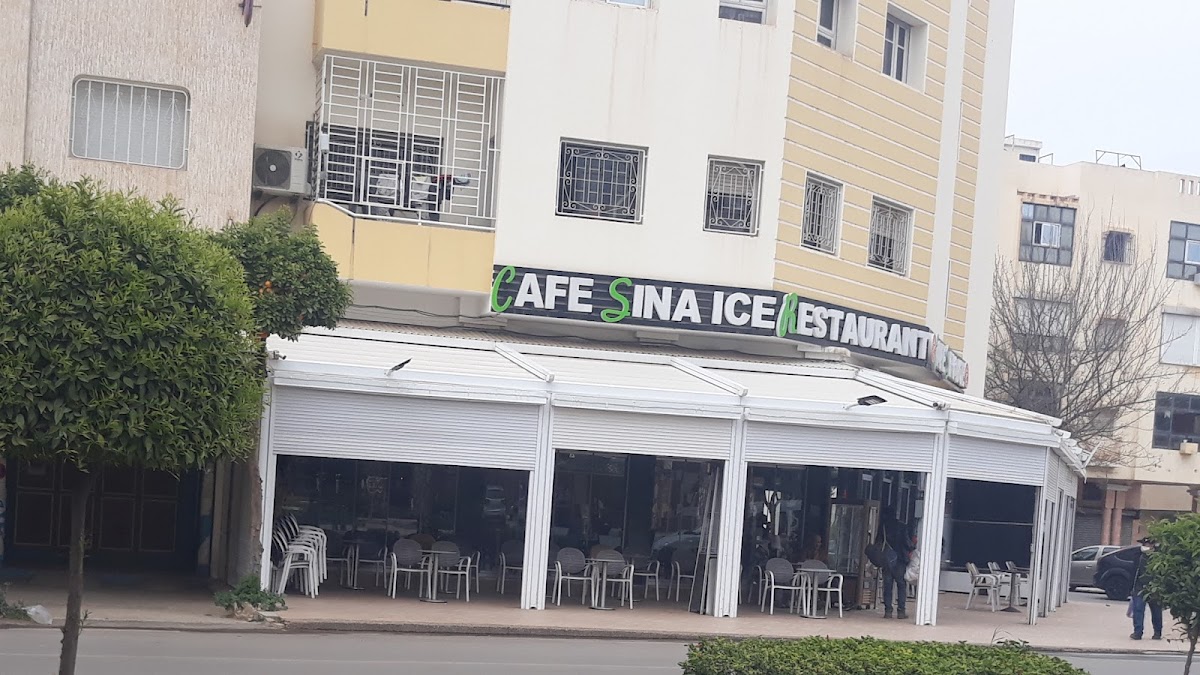 CAFE SINA ICE RESTAURANT